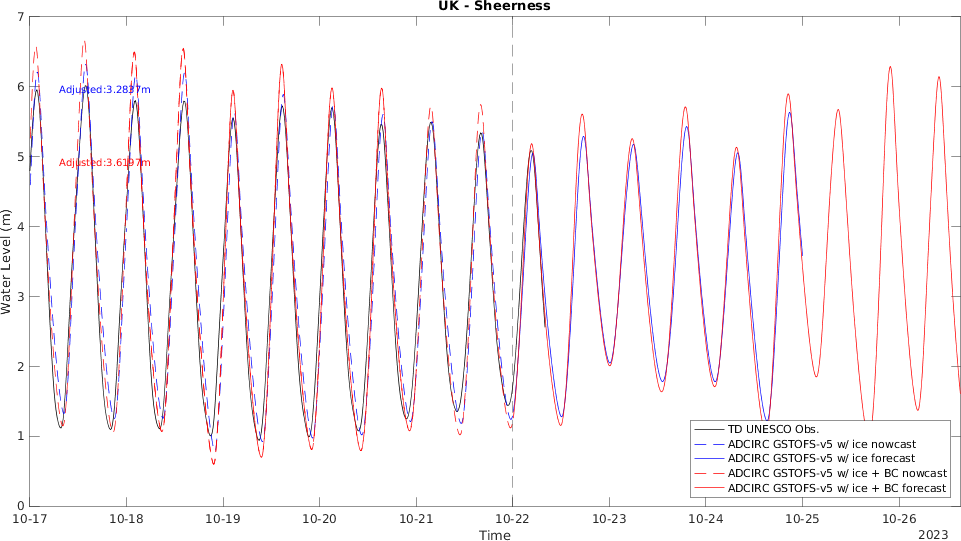 UK - Sheerness
7
6
5
4
3
2
1
0
Water Level (m)
Adjusted:3.2837m
Adjusted:3.6197m
TD UNESCO Obs.
ADCIRC GSTOFS-v5 w/ ice nowcast
ADCIRC GSTOFS-v5 w/ ice forecast
ADCIRC GSTOFS-v5 w/ ice + BC nowcast
ADCIRC GSTOFS-v5 w/ ice + BC forecast
10-17 10-18 10-19 10-20 10-21 10-22 10-23 10-24 10-25 10-26
Time
2023